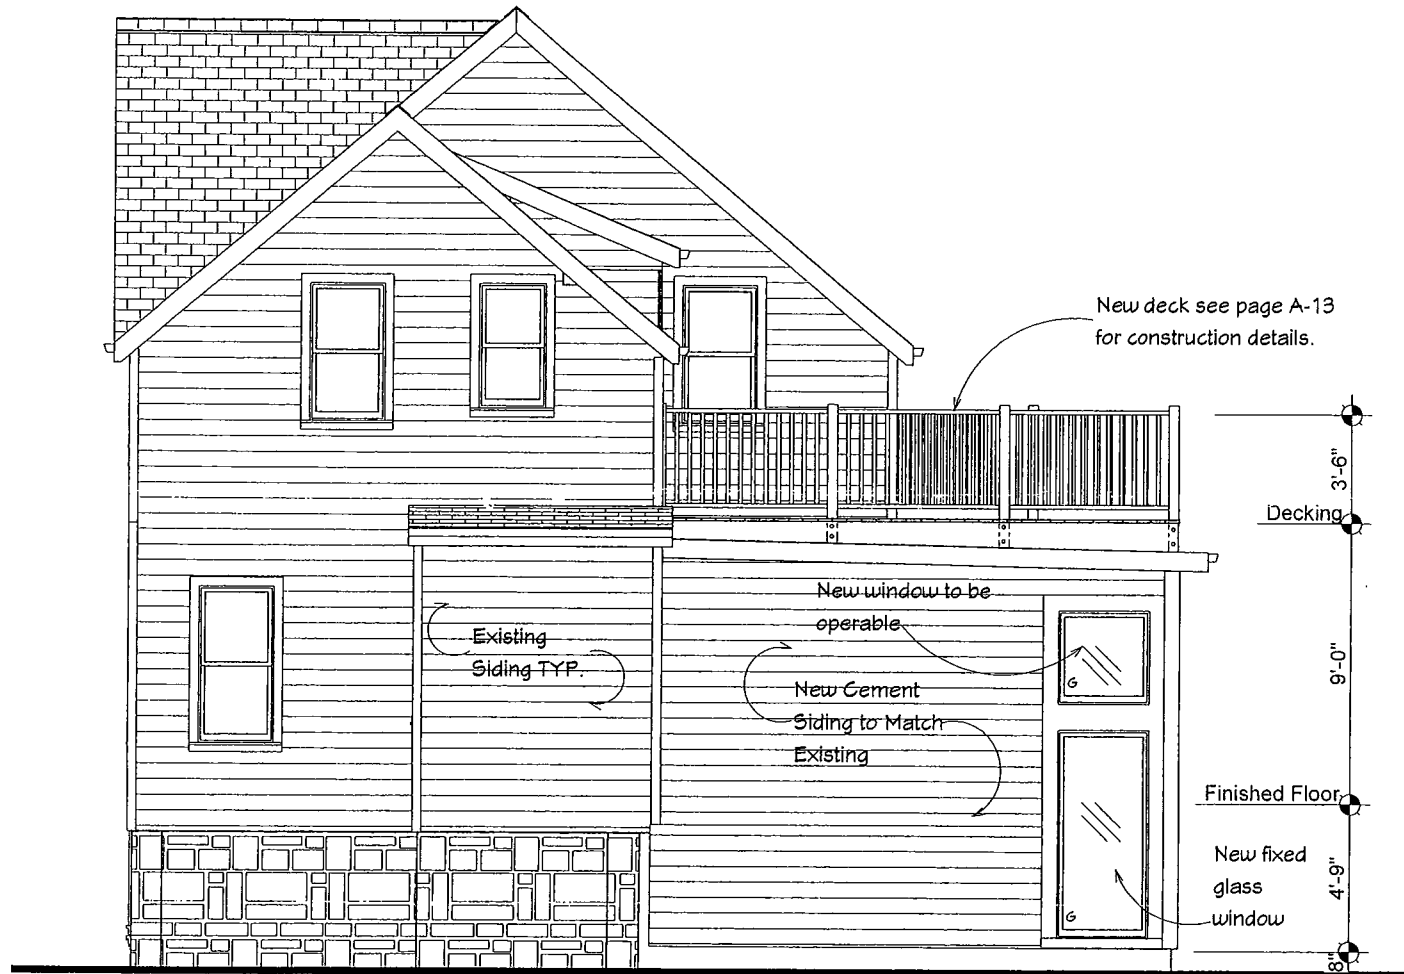 New deck see page A-13
for construction details.
3'-6"
Decking
New window to be
operable
Existing
Siding TYP.
9'-0"
G
New Cement
Siding to Match
Existing
Finished Floor
New fixed
glass
window
4'-9"
G
8"